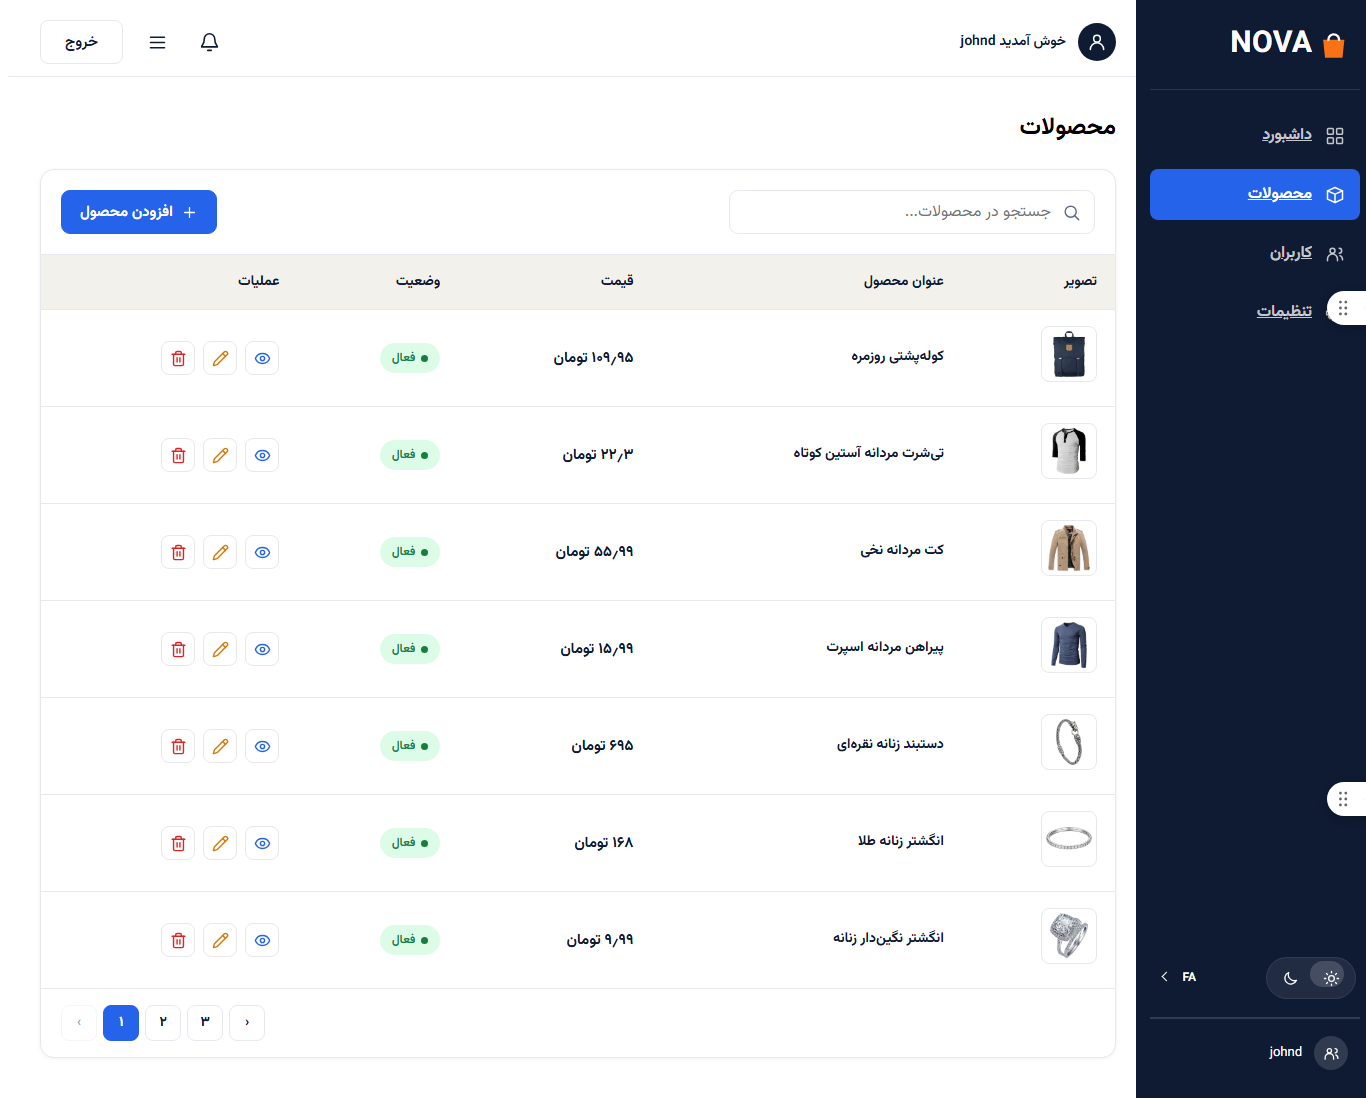 NOVA
داشبورد
محصولات
کاربران
تنظیمات
FA
johnd
خوش آمدید johnd
خروج
محصولات
جستجو در محصولات...
افزودن محصول
تصویر عنوان محصول قیمت وضعیت عملیات
کوله‌پشتی روزمره ۱۰۹٫۹۵ تومان فعال
تی‌شرت مردانه آستین کوتاه ۲۲٫۳ تومان فعال
کت مردانه نخی ۵۵٫۹۹ تومان فعال
پیراهن مردانه اسپرت ۱۵٫۹۹ تومان فعال
دستبند زنانه نقره‌ای ۶۹۵ تومان فعال
انگشتر زنانه طلا ۱۶۸ تومان فعال
انگشتر نگین‌دار زنانه ۹٫۹۹ تومان فعال
‹ ۳ ۲ ۱ ›